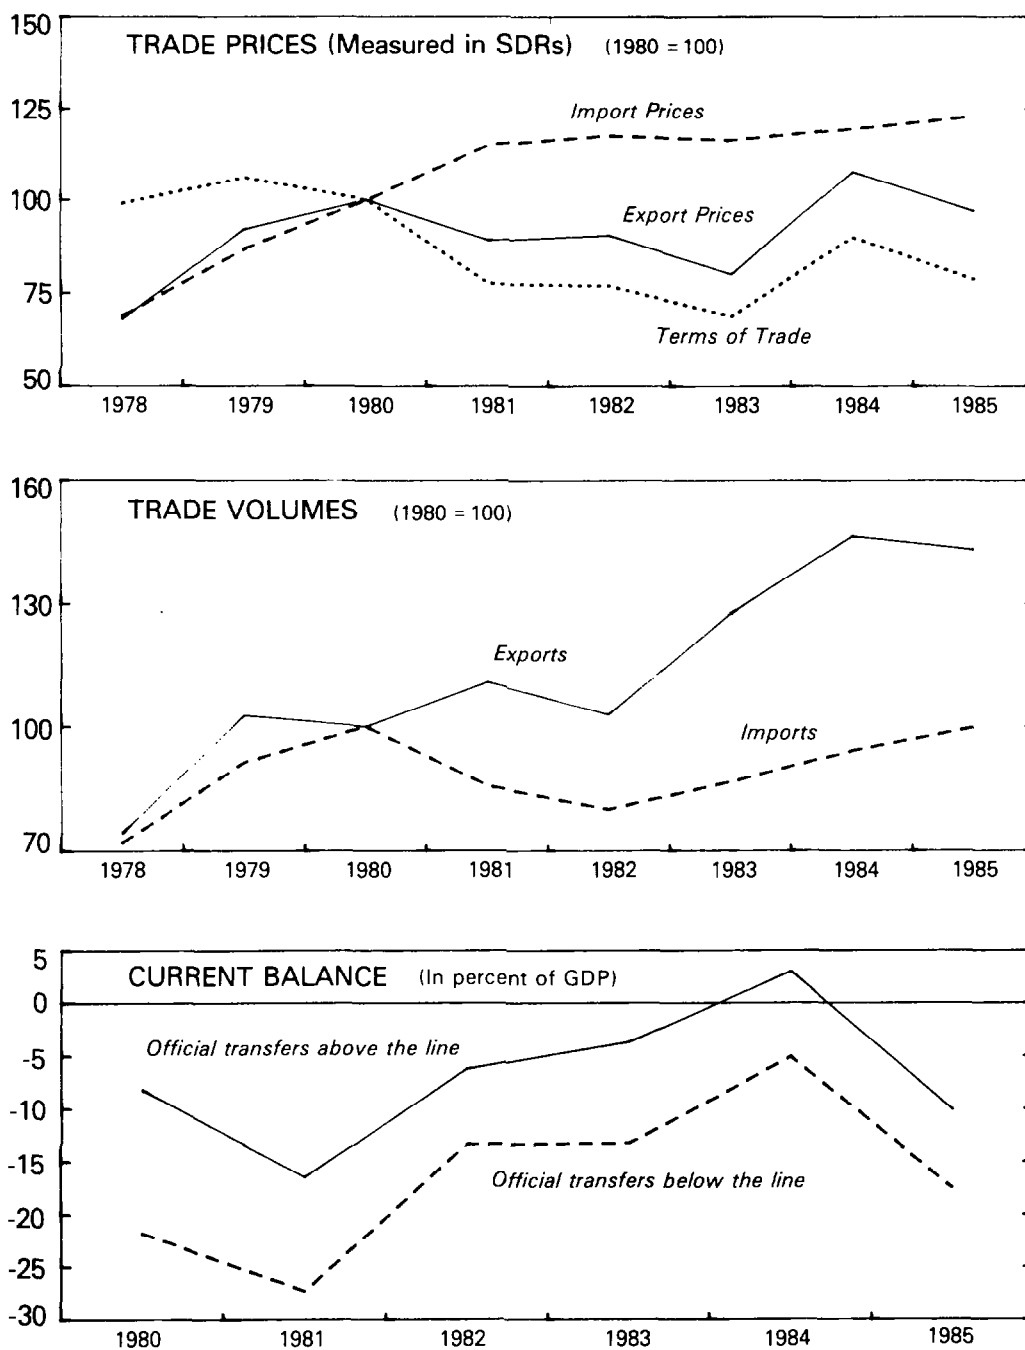 150
TRADE PRICES (Measured in SDRs) (1980 = 100)
125
Import Prices
100
Export Prices
75
Terms of Trade
50
1978 1979 1980 1981 1982 1983 1984 1985
160
TRADE VOLUMES (1980 = 100)
130
Exports
100
Imports
70
1978 1979 1980 1981 1982 1983 1984 1985
5
CURRENT BALANCE (In percent of GDP)
0
Official transfers above the line
-5
-10
-15
Official transfers below the line
-20
-25
-30
1980 1981 1982 1983 1984 1985